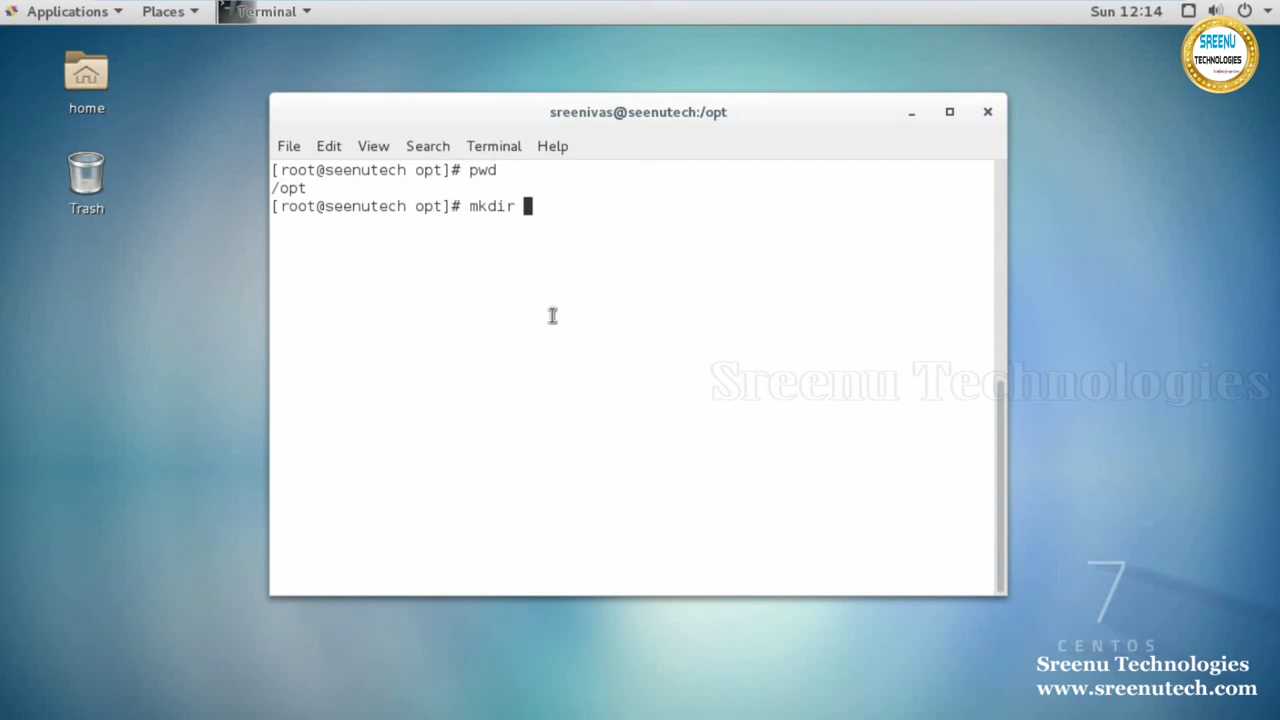 Applications Places Terminal Sun 12:14
SREENU
TECHNOLOGIES
home
Trash
sreenivas@seenutech:/opt
File Edit View Search Terminal Help
[root@seenutech opt]# pwd
/opt
[root@seenutech opt]# mkdir
Sreenu Technologies
7
CENTOS
Sreenu Technologies
www.sreenutech.com